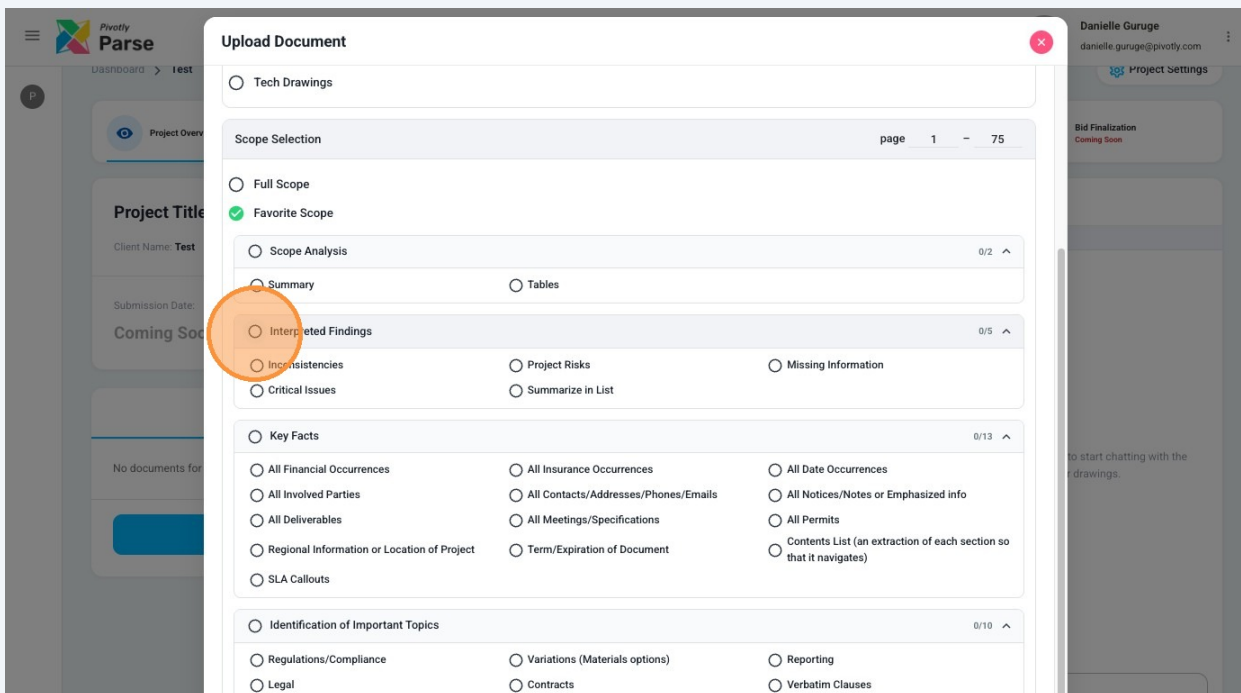 Pivotly
Parse
Upload Document
Danielle Guruge
danielle.guruge@pivotly.com
Dashboard > Test
Project Settings
P
Tech Drawings
Project Overv
Bid Finalization
Coming Soon
Scope Selection page 1 – 75
Full Scope
Favorite Scope
Project Title
Client Name: Test
Scope Analysis 0/2
Summary Tables
Submission Date:
Coming Soo
Interpreted Findings 0/5
Inconsistencies Project Risks Missing Information
Critical Issues Summarize in List
Key Facts 0/13
All Financial Occurrences All Insurance Occurrences All Date Occurrences
All Involved Parties All Contacts/Addresses/Phones/Emails All Notices/Notes or Emphasized info
All Deliverables All Meetings/Specifications All Permits
Regional Information or Location of Project Term/Expiration of Document Contents List (an extraction of each section so
that it navigates)
SLA Callouts
No documents for
to start chatting with the
drawings.
Identification of Important Topics 0/10
Regulations/Compliance Variations (Materials options) Reporting
Legal Contracts Verbatim Clauses